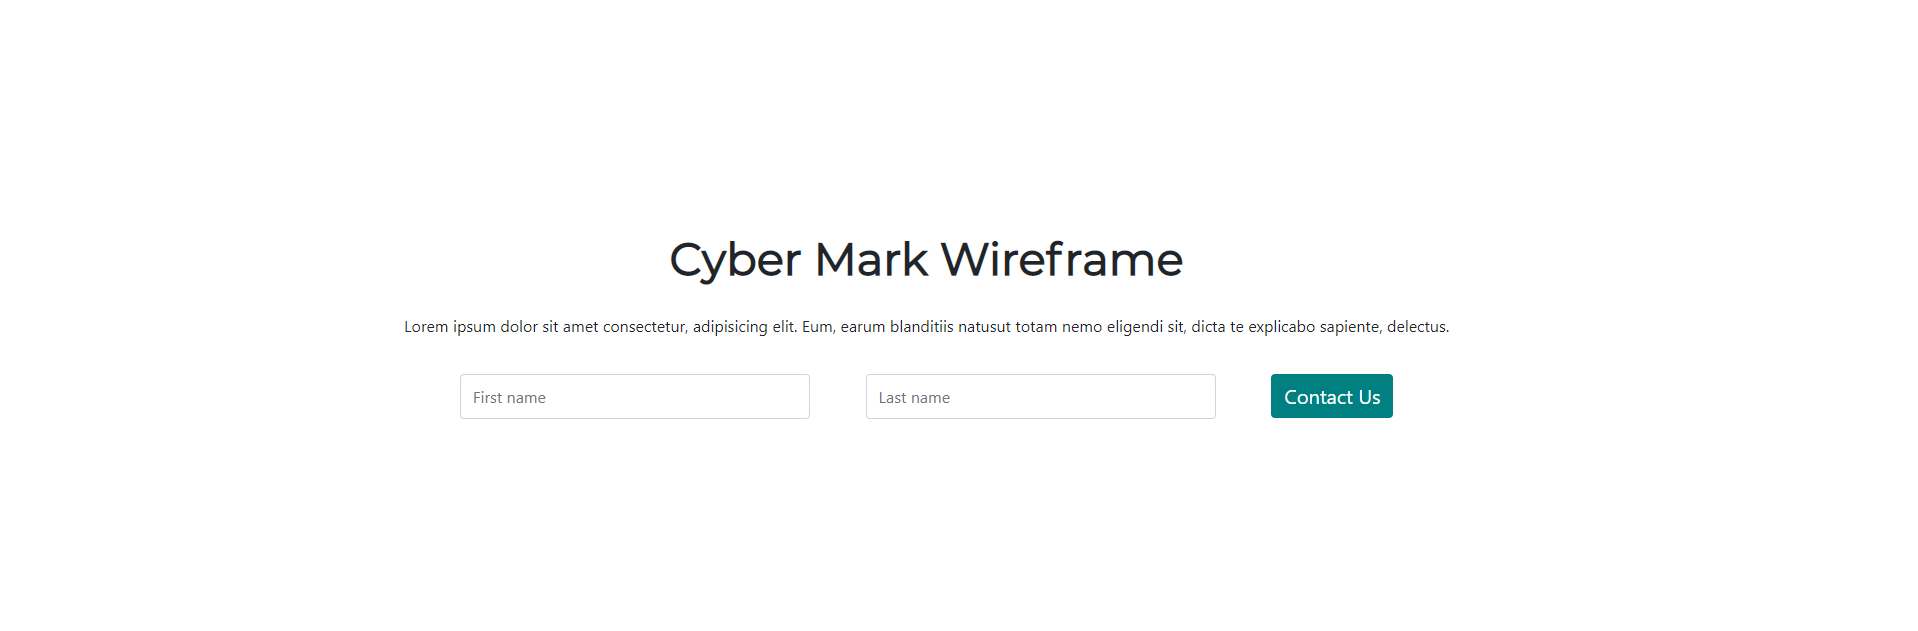 Cyber Mark Wireframe
Lorem ipsum dolor sit amet consectetur, adipisicing elit. Eum, earum blanditiis natusut totam nemo eligendi sit, dicta te explicabo sapiente, delectus.
First name Last name Contact Us